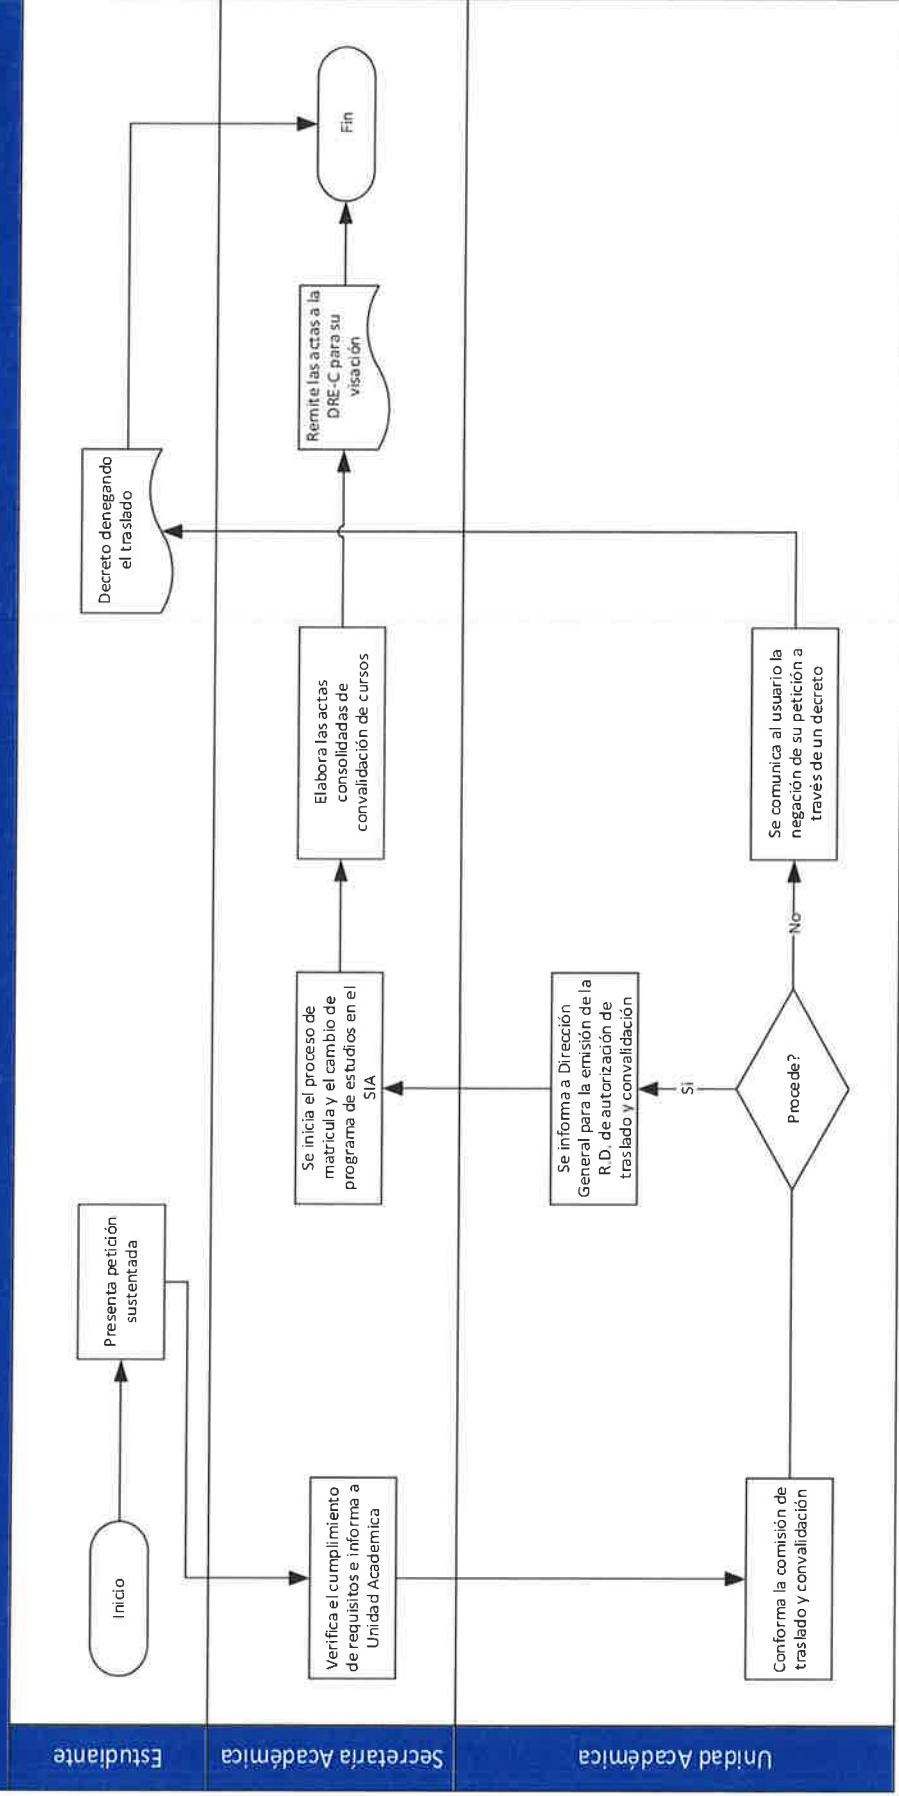 Estudiante
Inicio
Presenta petición
sustentada
Decreto denegando
el traslado
Secretaría Académica
Verifica el cumplimiento
de requisitos e informa a
Unidad Academica
Se inicia el proceso de
matricula y el cambio de
programa de estudios en el
SIA
Elabora las actas
consolidadas de
convalidación de cursos
Remite las actas a la
DRE-C para su
visación
Fin
Unidad Académica
Conforma la comisión de
traslado y convalidación
Procede?
Si
Se informa a Dirección
General para la emisión de la
R.D. de autorización de
traslado y convalidación
No
Se comunica al usuario la
negación de su petición a
través de un decreto